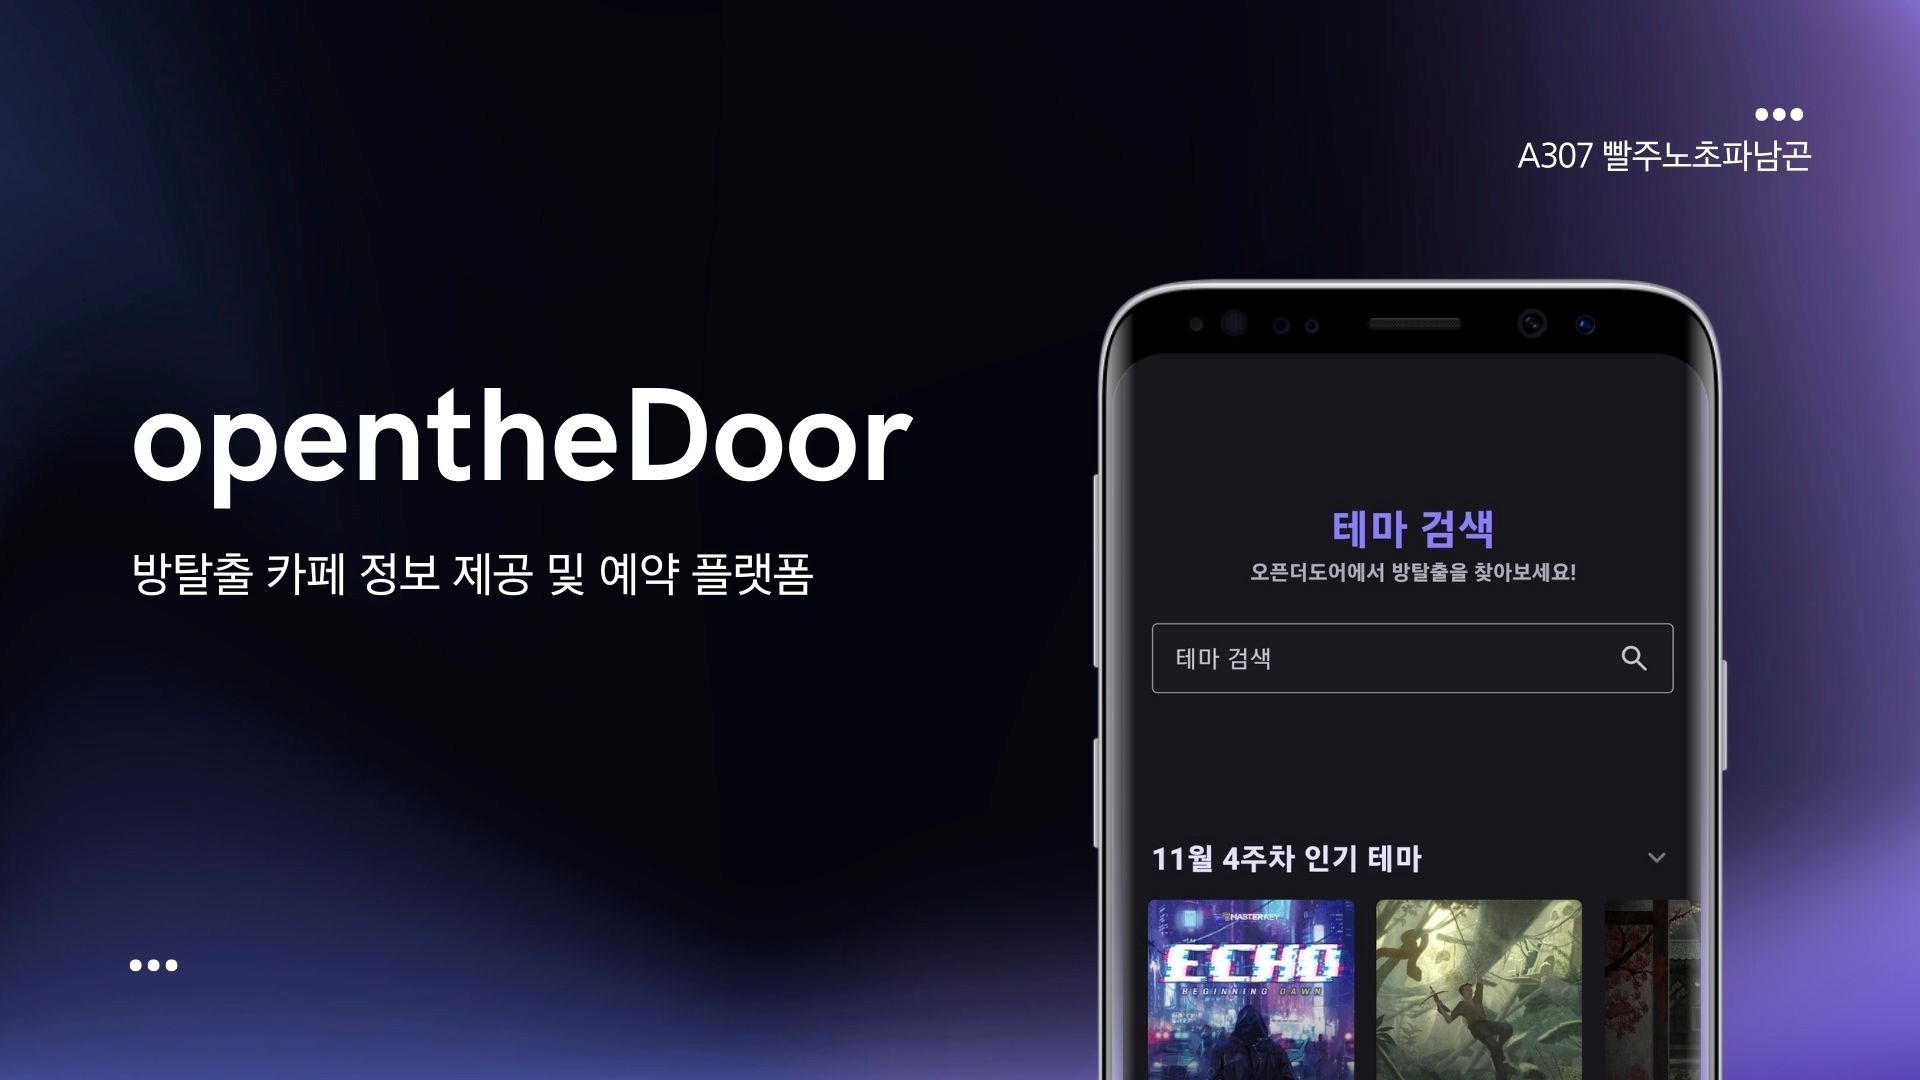 A307 빨주노초파남곤
opentheDoor
방탈출 카페 정보 제공 및 예약 플랫폼
테마 검색
오픈더도어에서 방탈출을 찾아보세요!
테마 검색
11월 4주차 인기 테마
MASTERKEY
ECHO
BEGINNING DAWN